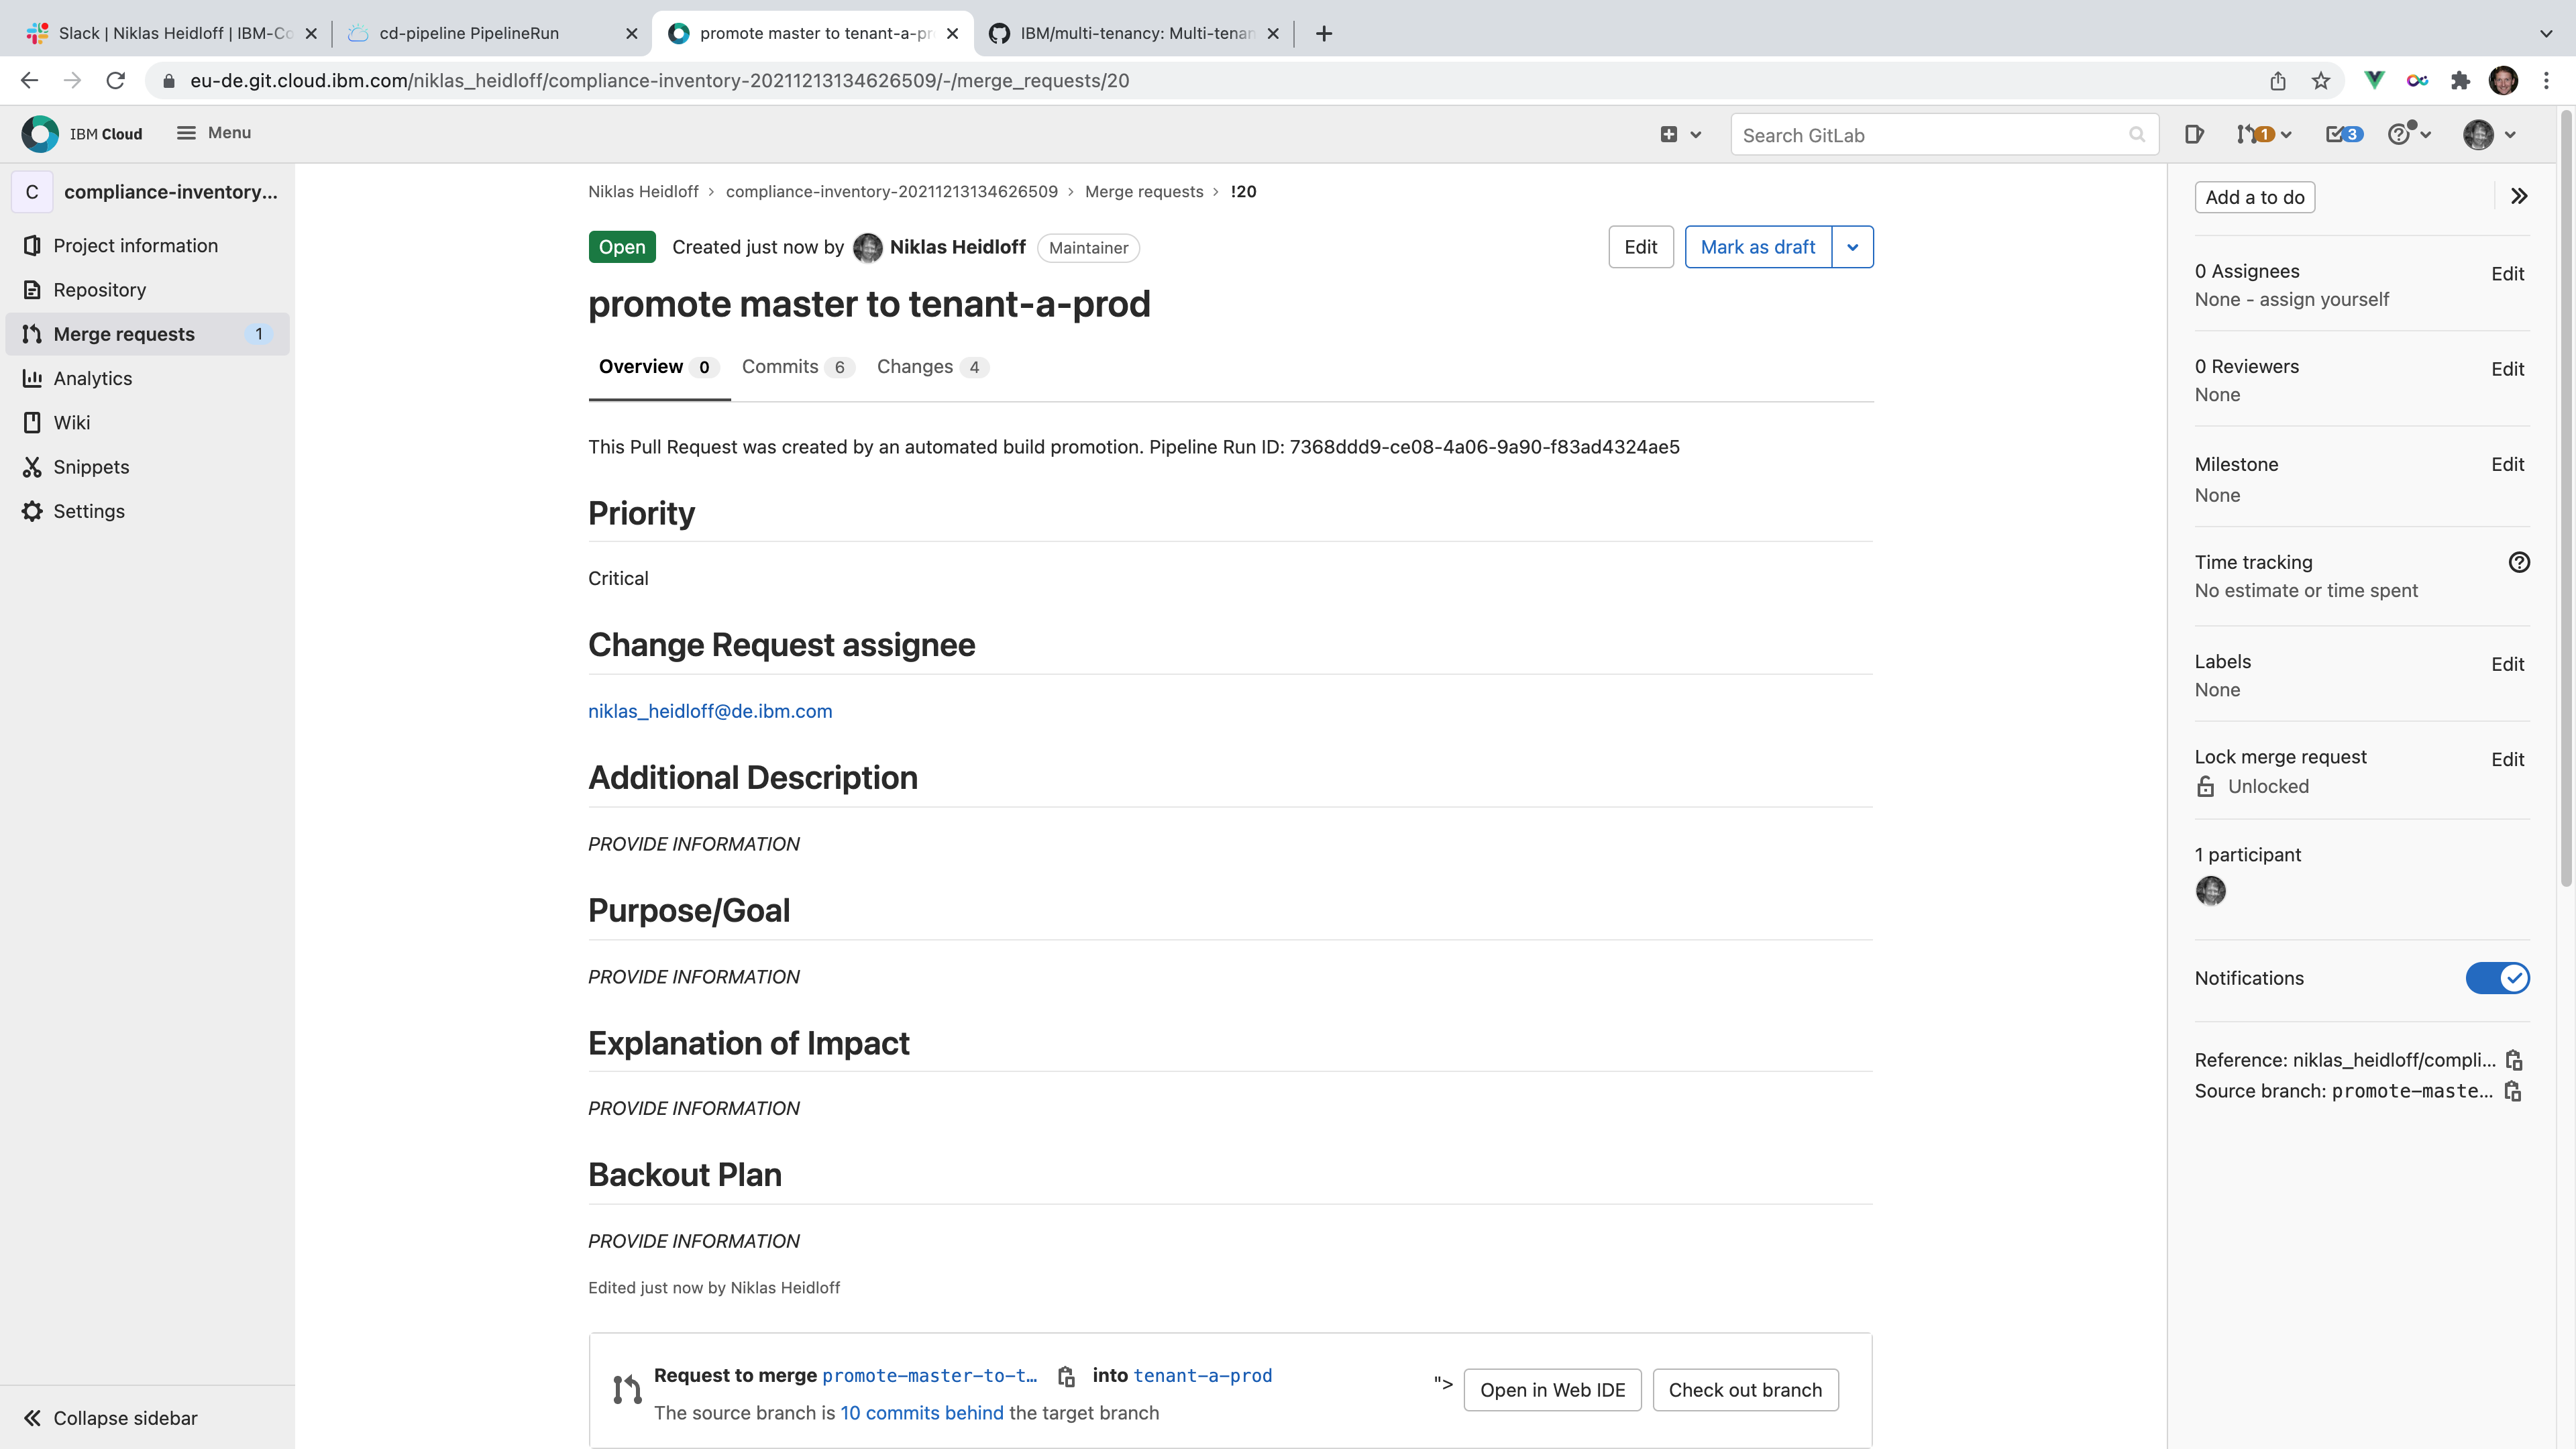 Slack | Niklas Heidloff | IBM-Co
cd-pipeline PipelineRun
promote master to tenant-a-pr
IBM/multi-tenancy: Multi-tenan
eu-de.git.cloud.ibm.com/niklas_heidloff/compliance-inventory-20211213134626509/-/merge_requests/20
IBM Cloud
Menu
Search GitLab
1
3
C
compliance-inventory...
Project information
Repository
Merge requests
1
Analytics
Wiki
Snippets
Settings
Collapse sidebar
Niklas Heidloff › compliance-inventory-20211213134626509 › Merge requests › !20
Open Created just now by Niklas Heidloff Maintainer
Edit
Mark as draft
promote master to tenant-a-prod
Overview 0
Commits 6
Changes 4
This Pull Request was created by an automated build promotion. Pipeline Run ID: 7368ddd9-ce08-4a06-9a90-f83ad4324ae5
Priority
Critical
Change Request assignee
niklas_heidloff@de.ibm.com
Additional Description
PROVIDE INFORMATION
Purpose/Goal
PROVIDE INFORMATION
Explanation of Impact
PROVIDE INFORMATION
Backout Plan
PROVIDE INFORMATION
Edited just now by Niklas Heidloff
Request to merge promote-master-to-t… into tenant-a-prod
The source branch is 10 commits behind the target branch
">
Open in Web IDE
Check out branch
Add a to do
0 Assignees
Edit
None - assign yourself
0 Reviewers
Edit
None
Milestone
Edit
None
Time tracking
No estimate or time spent
Labels
Edit
None
Lock merge request
Edit
Unlocked
1 participant
Notifications
Reference: niklas_heidloff/compli...
Source branch: promote-maste...